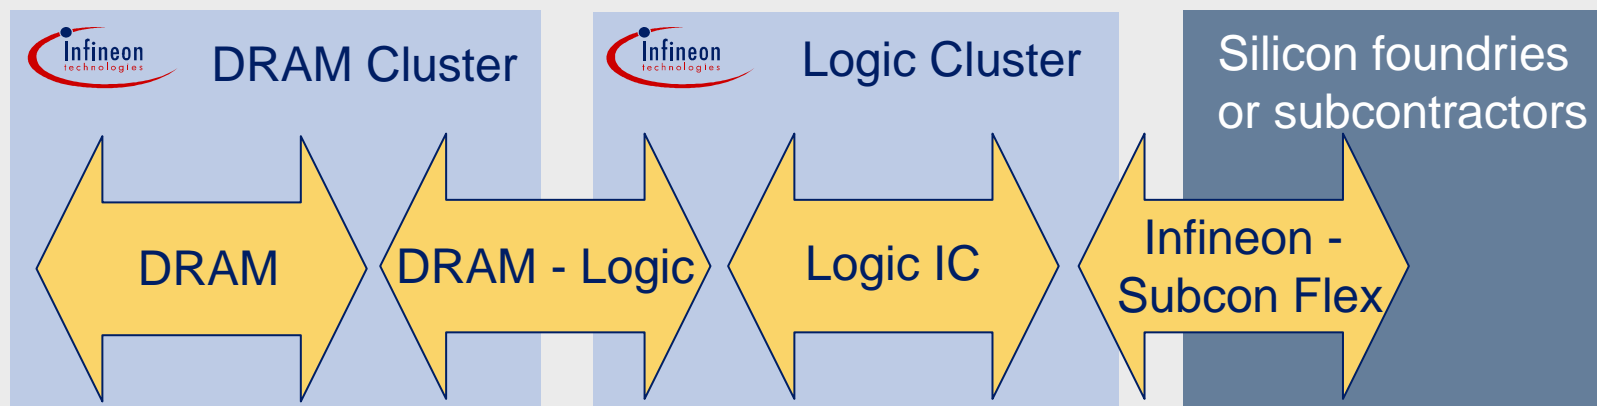 Infineon
technologies
DRAM Cluster
Infineon
technologies
Logic Cluster
Silicon foundries
or subcontractors
DRAM
DRAM - Logic
Logic IC
Infineon -
Subcon Flex